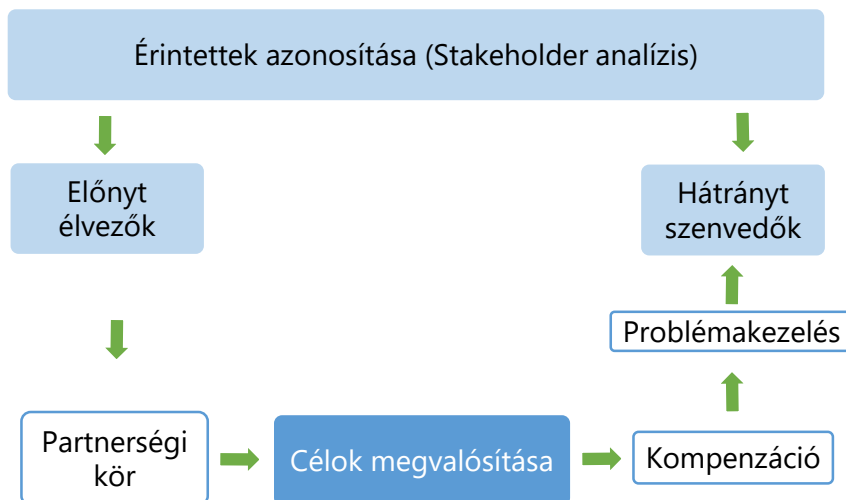 Érintettek azonosítása (Stakeholder analízis)
Előnyt
élvezők
Hátrányt
szenvedők
Problémakezelés
Partnerségi
kör
Célok megvalósítása
Kompenzáció